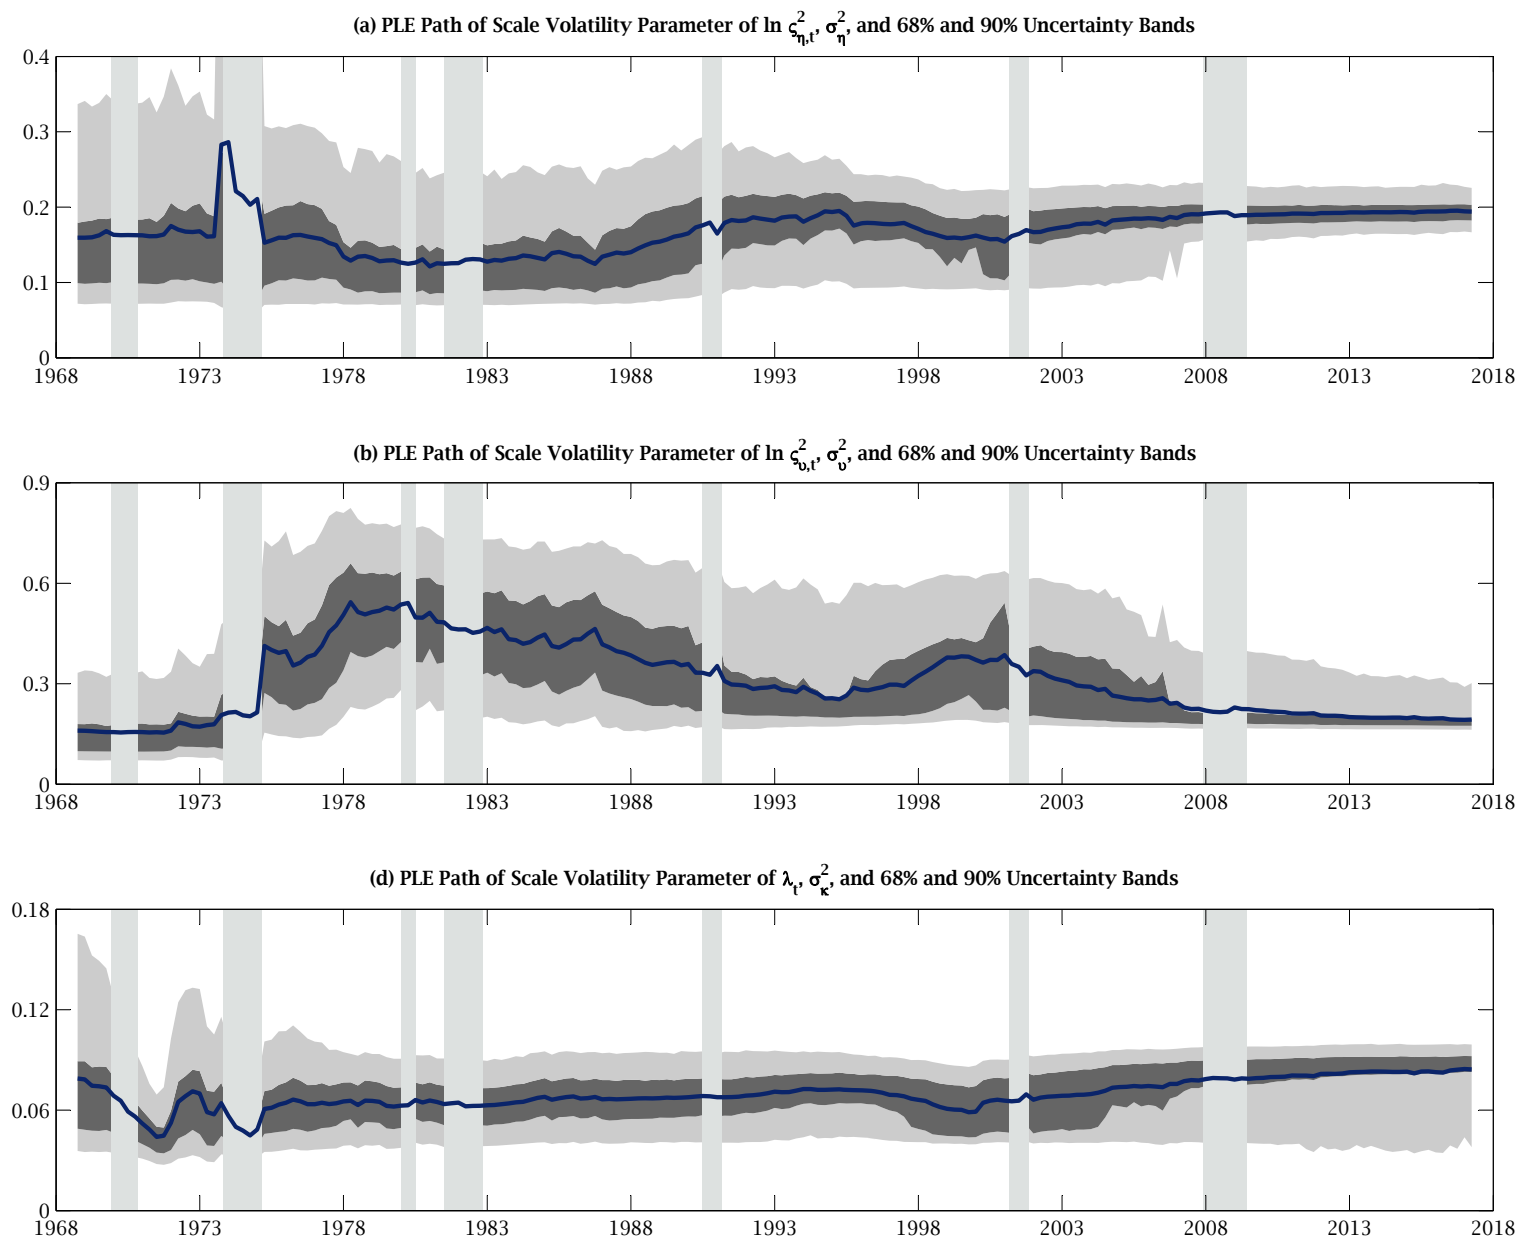 (a) PLE Path of Scale Volatility Parameter of ln ς²η,t, σ²η, and 68% and 90% Uncertainty Bands
0.4
0.3
0.2
0.1
0
1968 1973 1978 1983 1988 1993 1998 2003 2008 2013 2018
(b) PLE Path of Scale Volatility Parameter of ln ς²υ,t, σ²υ, and 68% and 90% Uncertainty Bands
0.9
0.6
0.3
0
1968 1973 1978 1983 1988 1993 1998 2003 2008 2013 2018
(d) PLE Path of Scale Volatility Parameter of λt, σ²κ, and 68% and 90% Uncertainty Bands
0.18
0.12
0.06
0
1968 1973 1978 1983 1988 1993 1998 2003 2008 2013 2018